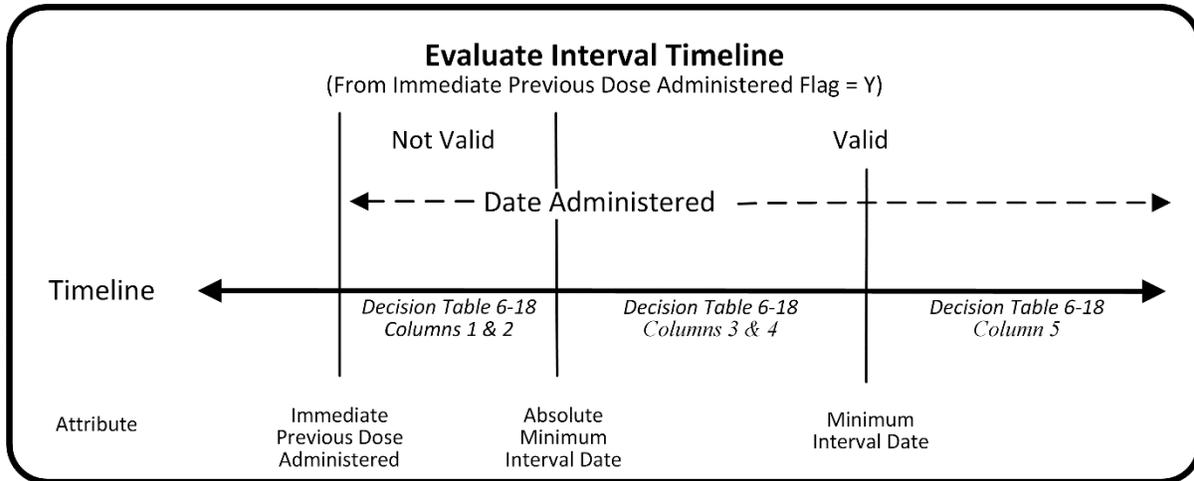 Evaluate Interval Timeline
(From Immediate Previous Dose Administered Flag = Y)
Not Valid
Valid
Date Administered
Timeline
Decision Table 6-18
Columns 1 & 2
Decision Table 6-18
Columns 3 & 4
Decision Table 6-18
Column 5
Attribute
Immediate
Previous Dose
Administered
Absolute
Minimum
Interval Date
Minimum
Interval Date